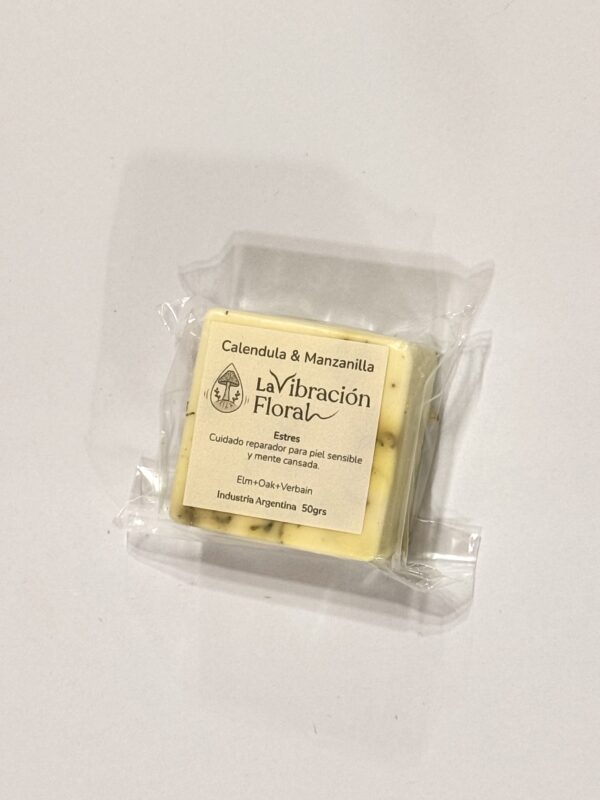 Calendula & Manzanilla
La Vibración
Floral
Estres
Cuidado reparador para piel sensible
y mente cansada.
Elm+Oak+Verbain
Industria Argentina 50grs